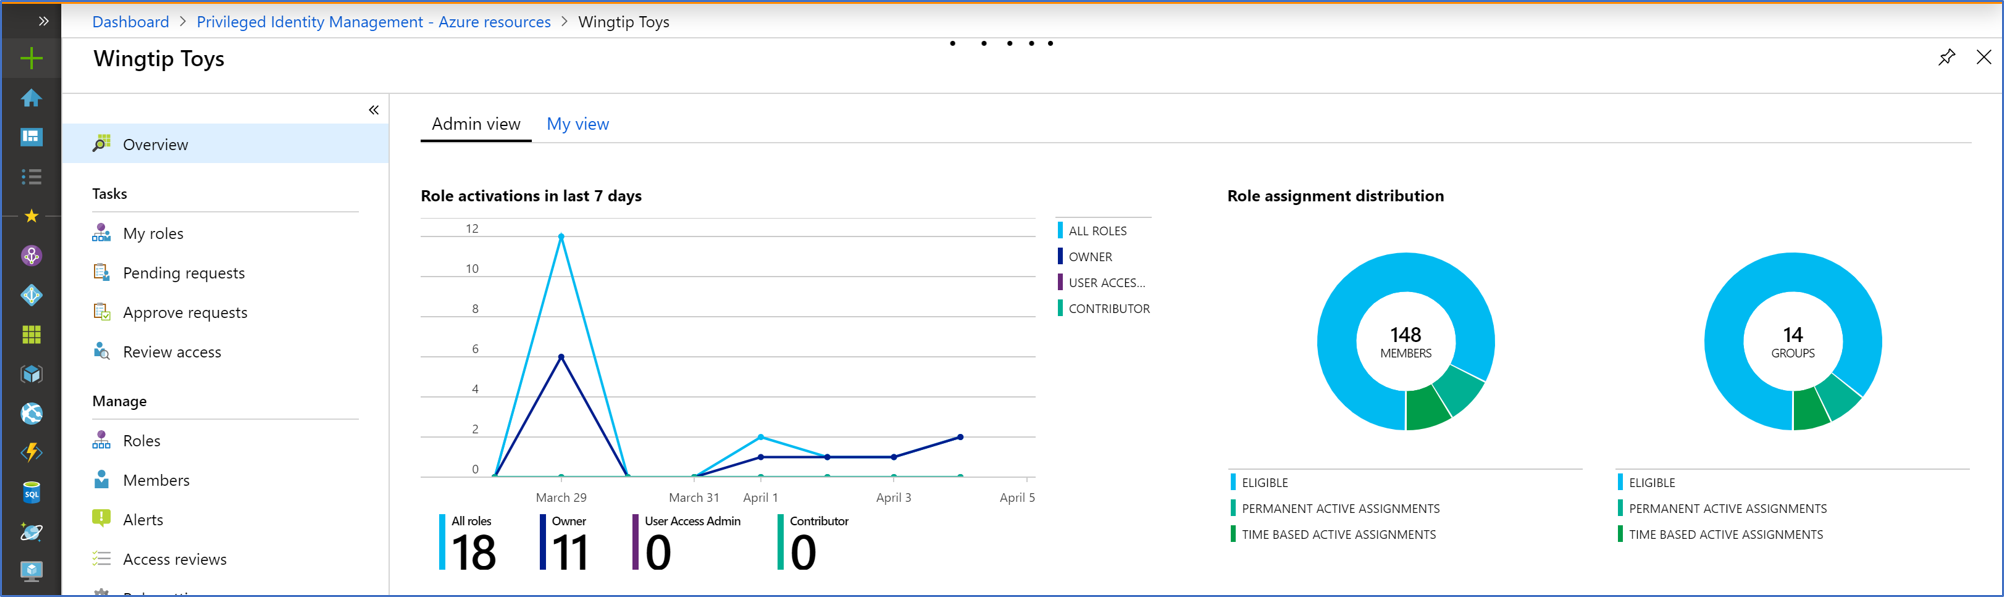 Dashboard > Privileged Identity Management - Azure resources > Wingtip Toys
Wingtip Toys
Overview
Tasks
My roles
Pending requests
Approve requests
Review access
Manage
Roles
Members
Alerts
Access reviews
Admin view My view
Role activations in last 7 days
12
10
8
6
4
2
0
March 29 March 31 April 1 April 3 April 5
ALL ROLES
OWNER
USER ACCES...
CONTRIBUTOR
All roles
18
Owner
11
User Access Admin
0
Contributor
0
Role assignment distribution
148
MEMBERS
ELIGIBLE
PERMANENT ACTIVE ASSIGNMENTS
TIME BASED ACTIVE ASSIGNMENTS
14
GROUPS
ELIGIBLE
PERMANENT ACTIVE ASSIGNMENTS
TIME BASED ACTIVE ASSIGNMENTS
SQL